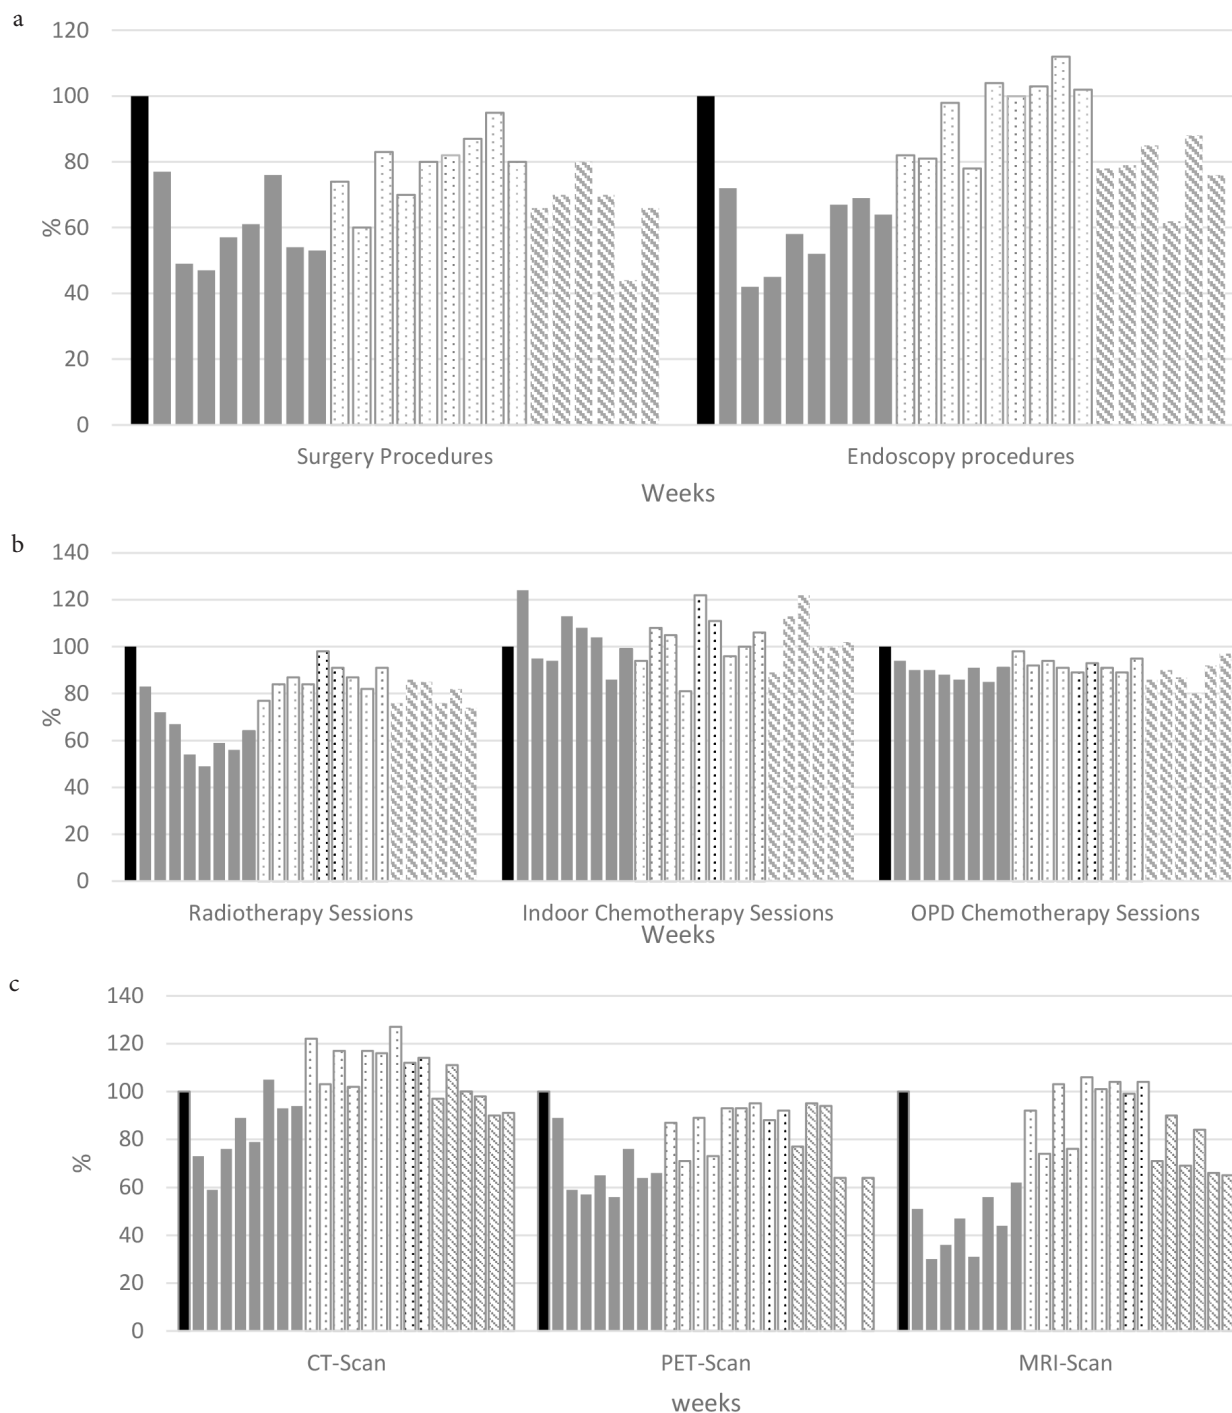 a
120
100
80
60
40
20
0
%
Surgery Procedures Endoscopy procedures
Weeks
b
140
120
100
80
60
40
20
0
%
Radiotherapy Sessions Indoor Chemotherapy Sessions OPD Chemotherapy Sessions
Weeks
c
140
120
100
80
60
40
20
0
%
CT-Scan PET-Scan MRI-Scan
weeks